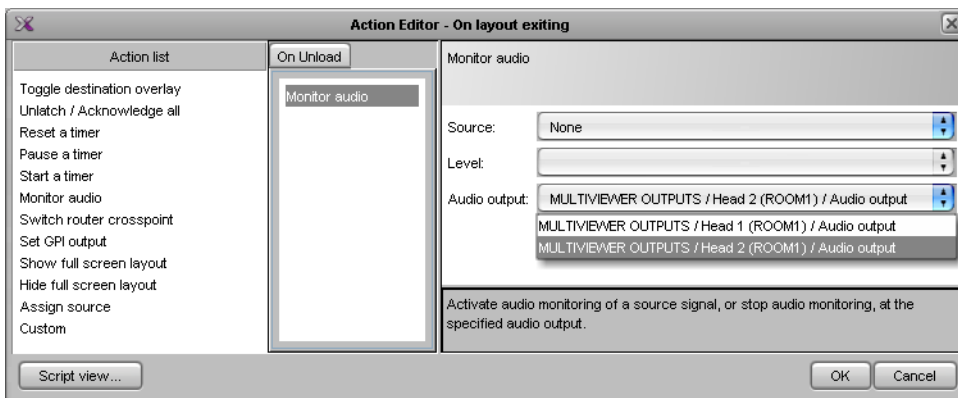 Action Editor - On layout exiting
Action list
Toggle destination overlay
Unlatch / Acknowledge all
Reset a timer
Pause a timer
Start a timer
Monitor audio
Switch router crosspoint
Set GPI output
Show full screen layout
Hide full screen layout
Assign source
Custom
On Unload
Monitor audio
Monitor audio
Source: None
Level:
Audio output: MULTIVIEWER OUTPUTS / Head 2 (ROOM1) / Audio output
MULTIVIEWER OUTPUTS / Head 1 (ROOM1) / Audio output
MULTIVIEWER OUTPUTS / Head 2 (ROOM1) / Audio output
Activate audio monitoring of a source signal, or stop audio monitoring, at the
specified audio output.
Script view...
OK
Cancel